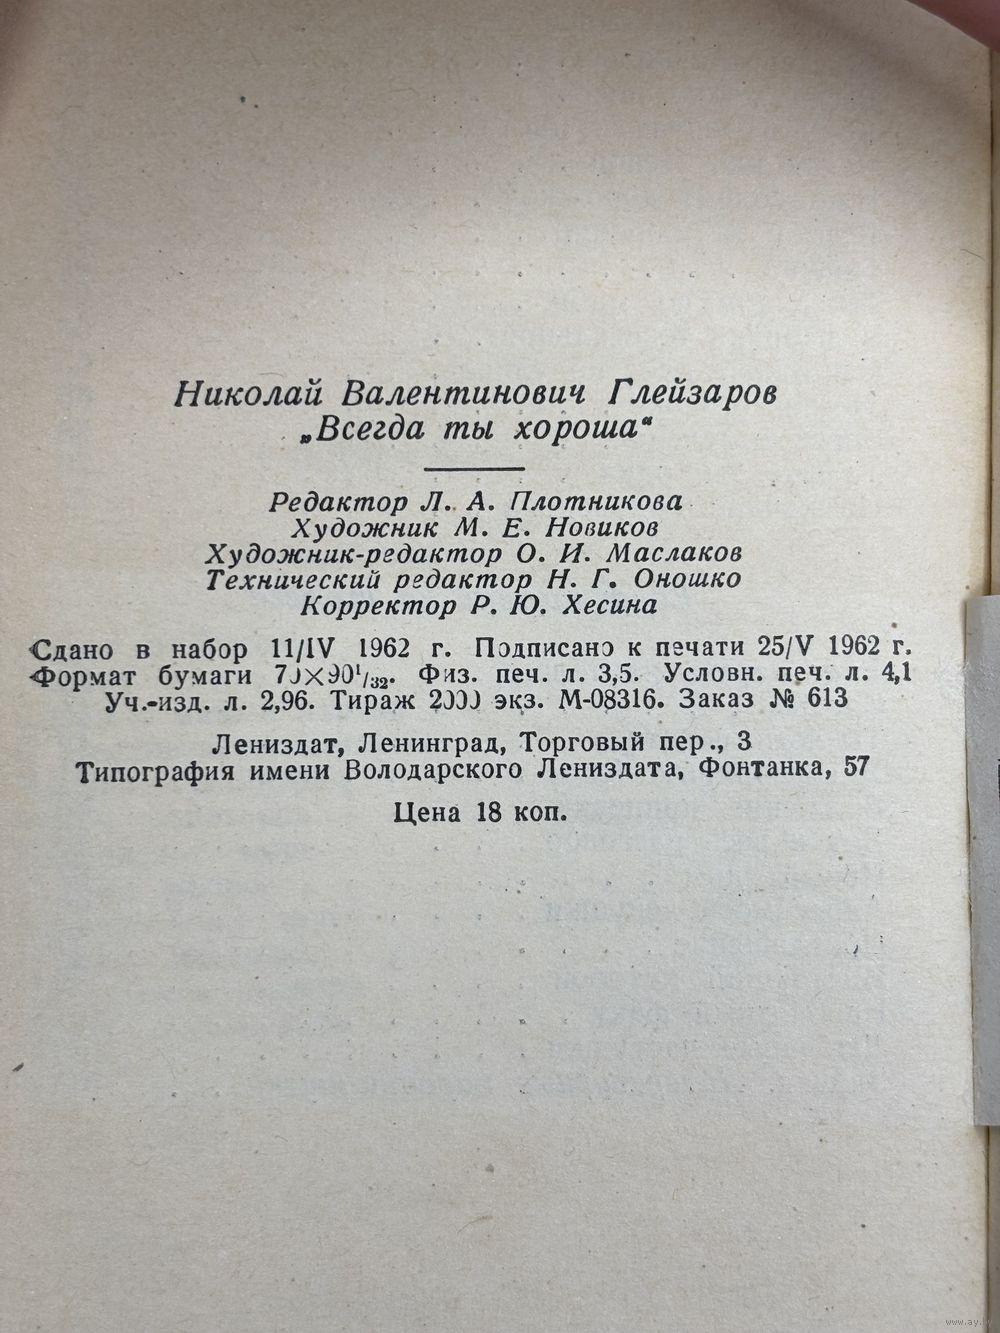 Николай Валентинович Глейзаров
„Всегда ты хороша“
Редактор Л. А. Плотникова
Художник М. Е. Новиков
Художник-редактор О. И. Маслаков
Технический редактор Н. Г. Оношко
Корректор Р. Ю. Хесина
Сдано в набор 11/IV 1962 г. Подписано к печати 25/V 1962 г.
Формат бумаги 70×90¹/₃₂. Физ. печ. л. 3,5. Условн. печ. л. 4,1
Уч.-изд. л. 2,96. Тираж 2000 экз. М-08316. Заказ № 613
Лениздат, Ленинград, Торговый пер., 3
Типография имени Володарского Лениздата, Фонтанка, 57
Цена 18 коп.